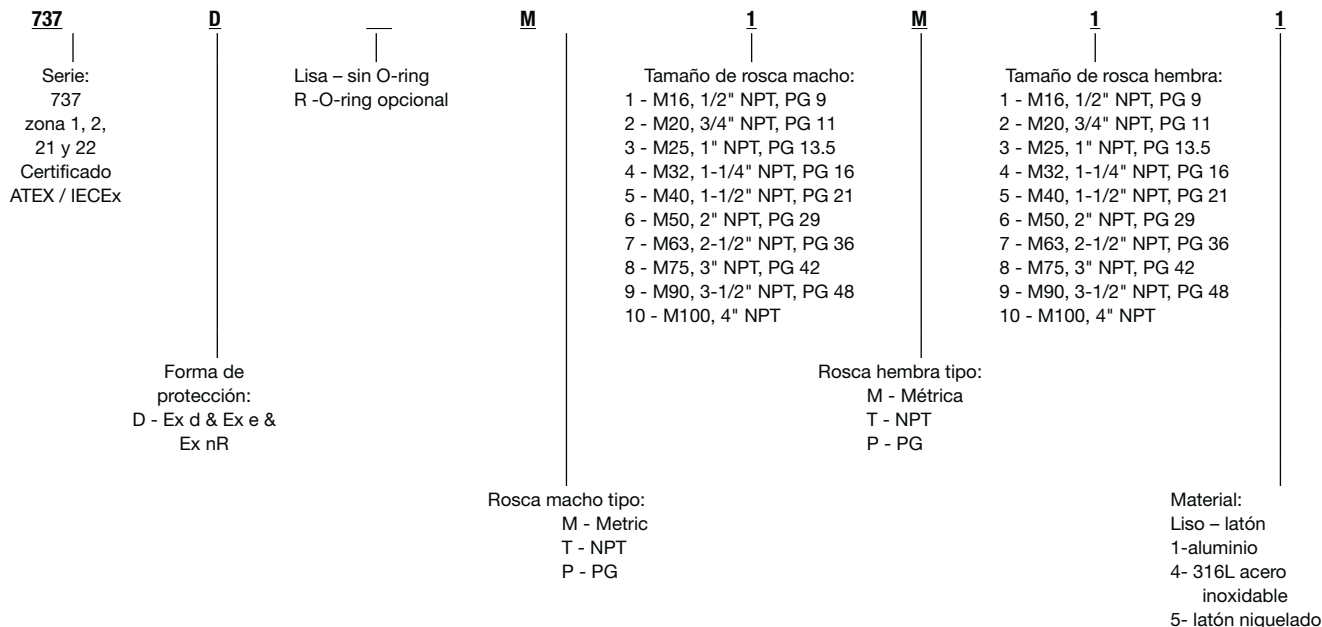 737 D __ M 1 M 1 1
Serie:
737
zona 1, 2,
21 y 22
Certificado
ATEX / IECEx
Forma de
protección:
D - Ex d & Ex e &
Ex nR
Lisa – sin O-ring
R -O-ring opcional
Rosca macho tipo:
M - Metric
T - NPT
P - PG
Tamaño de rosca macho:
1 - M16, 1/2" NPT, PG 9
2 - M20, 3/4" NPT, PG 11
3 - M25, 1" NPT, PG 13.5
4 - M32, 1-1/4" NPT, PG 16
5 - M40, 1-1/2" NPT, PG 21
6 - M50, 2" NPT, PG 29
7 - M63, 2-1/2" NPT, PG 36
8 - M75, 3" NPT, PG 42
9 - M90, 3-1/2" NPT, PG 48
10 - M100, 4" NPT
Rosca hembra tipo:
M - Métrica
T - NPT
P - PG
Tamaño de rosca hembra:
1 - M16, 1/2" NPT, PG 9
2 - M20, 3/4" NPT, PG 11
3 - M25, 1" NPT, PG 13.5
4 - M32, 1-1/4" NPT, PG 16
5 - M40, 1-1/2" NPT, PG 21
6 - M50, 2" NPT, PG 29
7 - M63, 2-1/2" NPT, PG 36
8 - M75, 3" NPT, PG 42
9 - M90, 3-1/2" NPT, PG 48
10 - M100, 4" NPT
Material:
Liso – latón
1-aluminio
4- 316L acero
inoxidable
5- latón niquelado